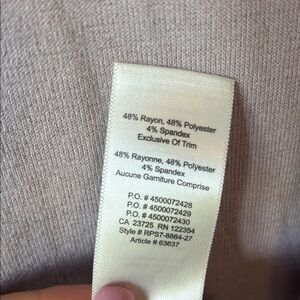 48% Rayon, 48% Polyester
4% Spandex
Exclusive Of Trim
48% Rayonne, 48% Polyester
4% Spandex
Aucune Garniture Comprise
P.O. # 4500072428
P.O. # 4500072429
P.O. # 4500072430
CA 23725 RN 122354
Style # RPS7-8664-27
Article # 63637